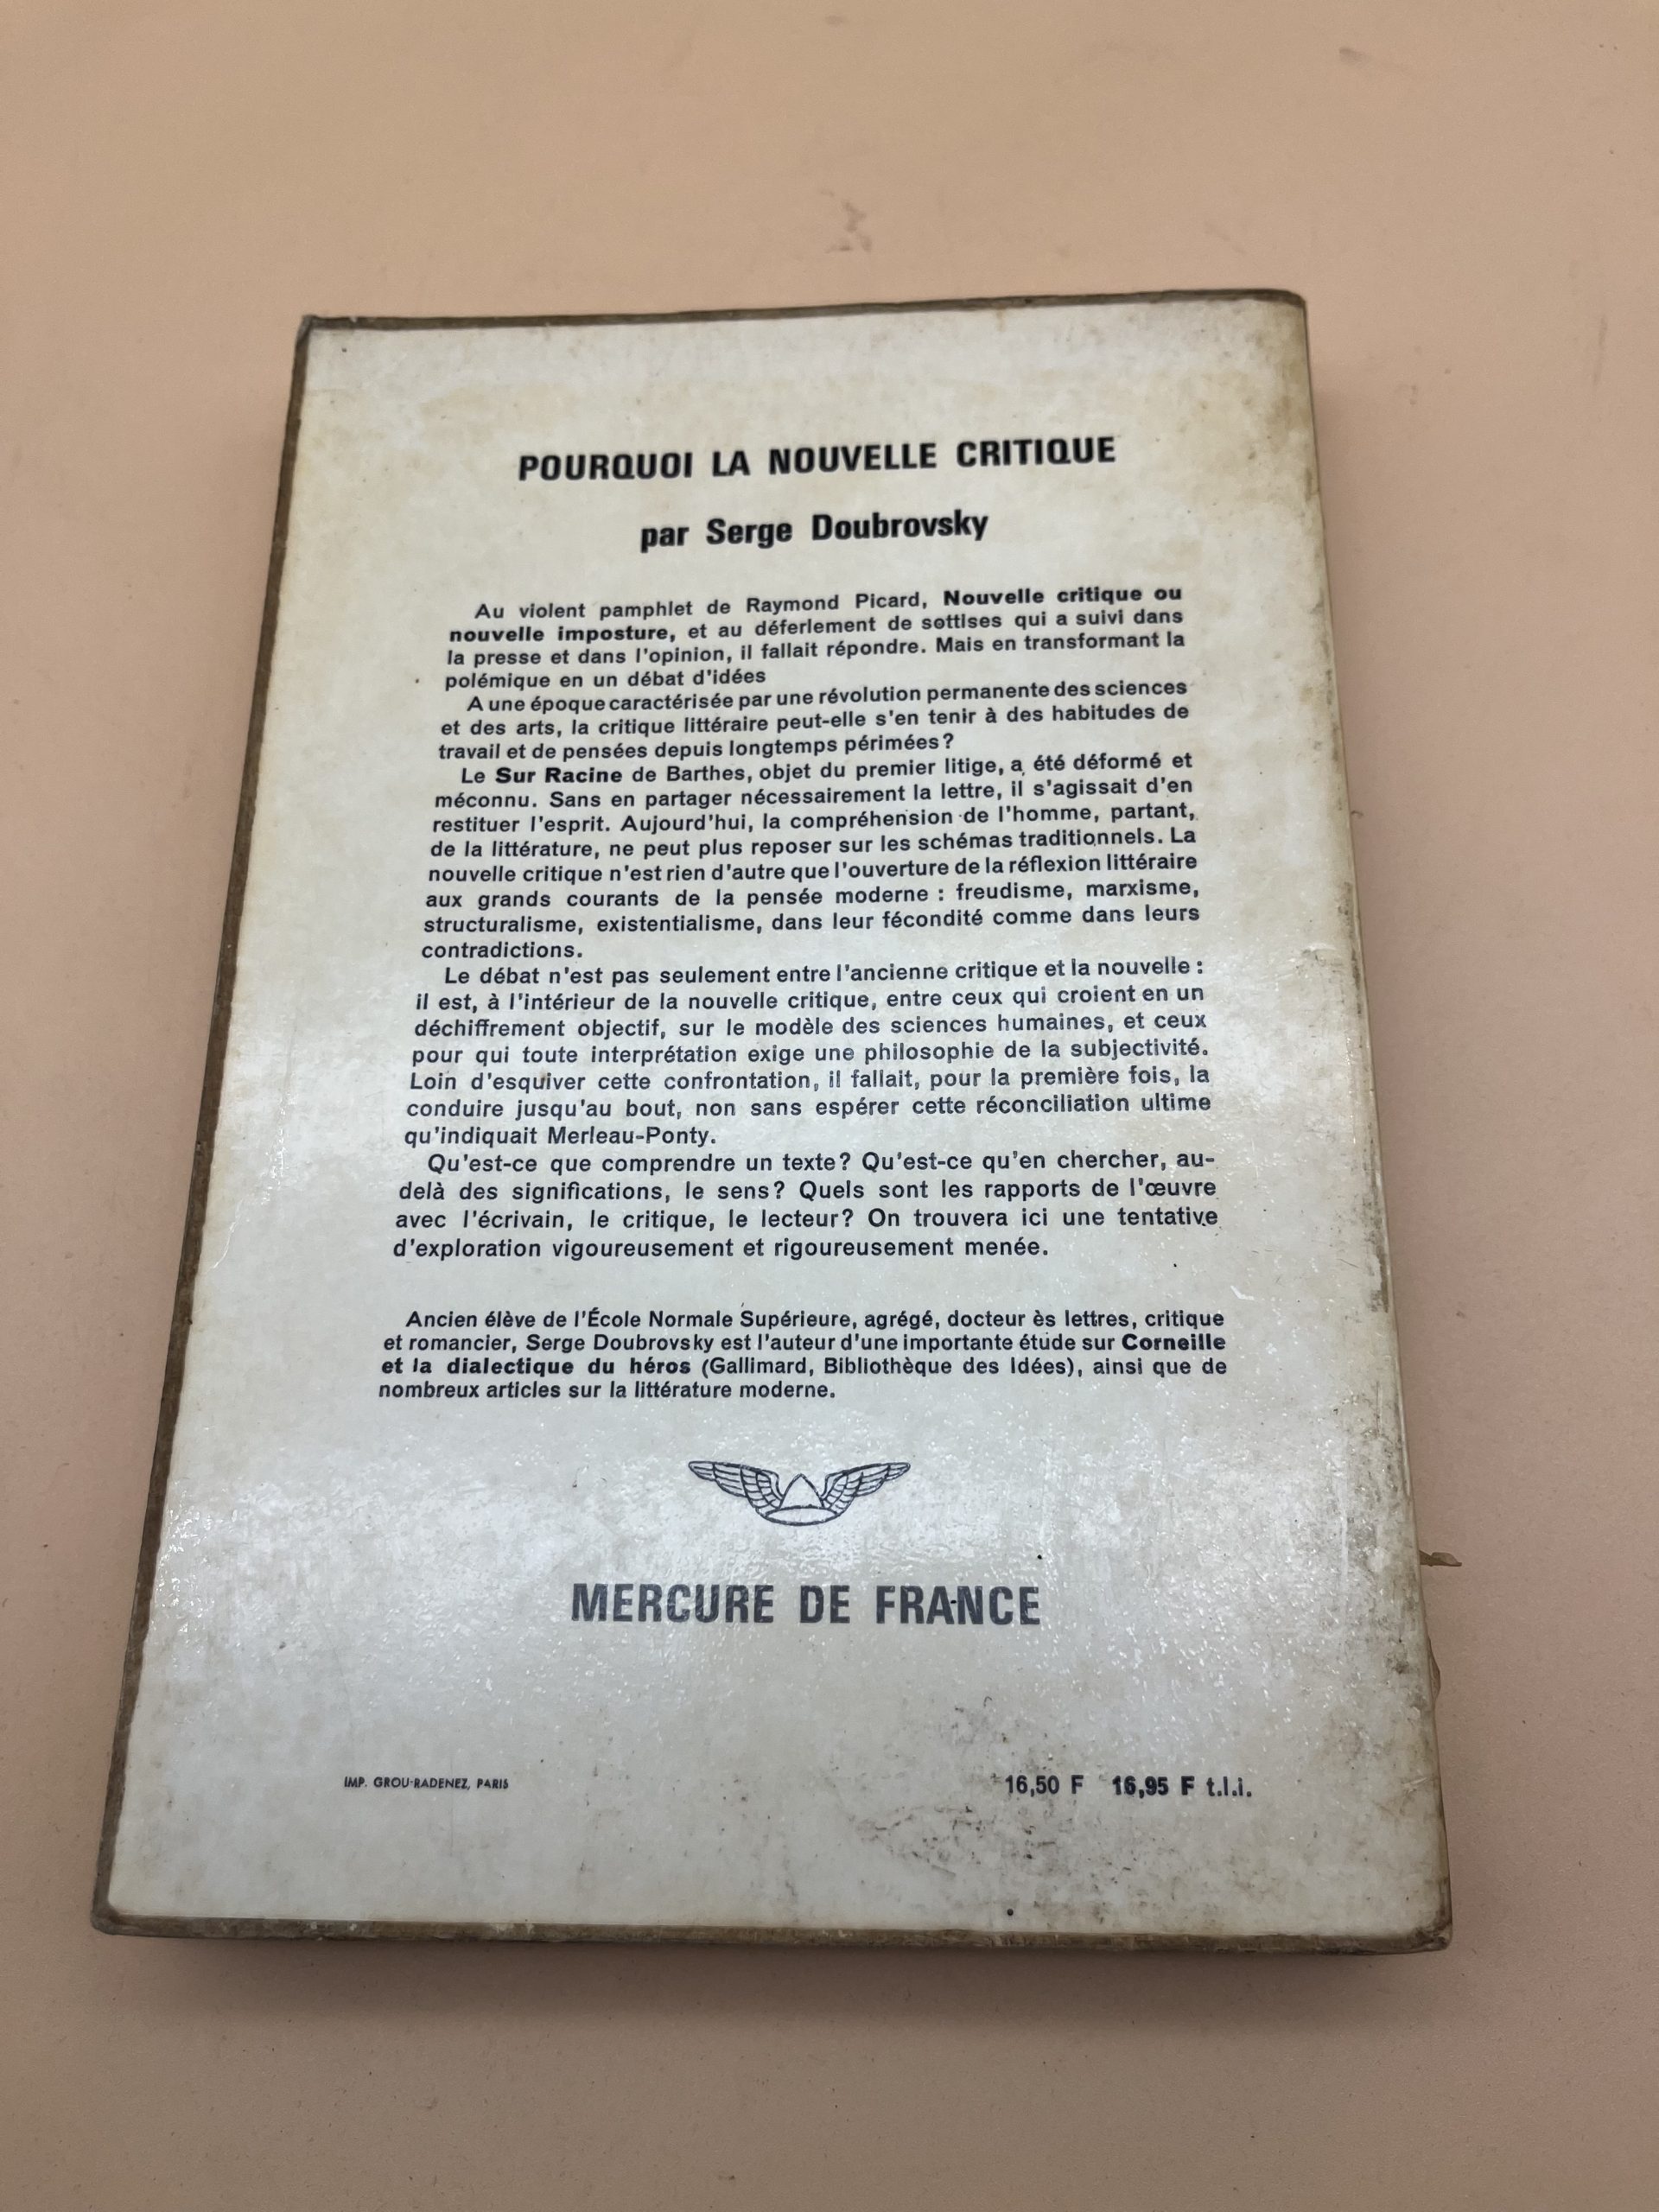 POURQUOI LA NOUVELLE CRITIQUE
par Serge Doubrovsky
Au violent pamphlet de Raymond Picard, Nouvelle critique ou
nouvelle imposture, et au déferlement de sottises qui a suivi dans
la presse et dans l'opinion, il fallait répondre. Mais en transformant la
polémique en un débat d'idées
A une époque caractérisée par une révolution permanente des sciences
et des arts, la critique littéraire peut-elle s'en tenir à des habitudes de
travail et de pensées depuis longtemps périmées?
Le Sur Racine de Barthes, objet du premier litige, a été déformé et
méconnu. Sans en partager nécessairement la lettre, il s'agissait d'en
restituer l'esprit. Aujourd'hui, la compréhension de l'homme, partant,
de la littérature, ne peut plus reposer sur les schémas traditionnels. La
nouvelle critique n'est rien d'autre que l'ouverture de la réflexion littéraire
aux grands courants de la pensée moderne : freudisme, marxisme,
structuralisme, existentialisme, dans leur fécondité comme dans leurs
contradictions.
Le débat n'est pas seulement entre l'ancienne critique et la nouvelle :
il est, à l'intérieur de la nouvelle critique, entre ceux qui croient en un
déchiffrement objectif, sur le modèle des sciences humaines, et ceux
pour qui toute interprétation exige une philosophie de la subjectivité.
Loin d'esquiver cette confrontation, il fallait, pour la première fois, la
conduire jusqu'au bout, non sans espérer cette réconciliation ultime
qu'indiquait Merleau-Ponty.
Qu'est-ce que comprendre un texte? Qu'est-ce qu'en chercher, au-
delà des significations, le sens? Quels sont les rapports de l'œuvre
avec l'écrivain, le critique, le lecteur? On trouvera ici une tentative
d'exploration vigoureusement et rigoureusement menée.
Ancien élève de l'École Normale Supérieure, agrégé, docteur ès lettres, critique
et romancier, Serge Doubrovsky est l'auteur d'une importante étude sur Corneille
et la dialectique du héros (Gallimard, Bibliothèque des Idées), ainsi que de
nombreux articles sur la littérature moderne.
MERCURE DE FRANCE
IMP. GROU-RADENEZ, PARIS
16,50 F 16,95 F t.l.i.